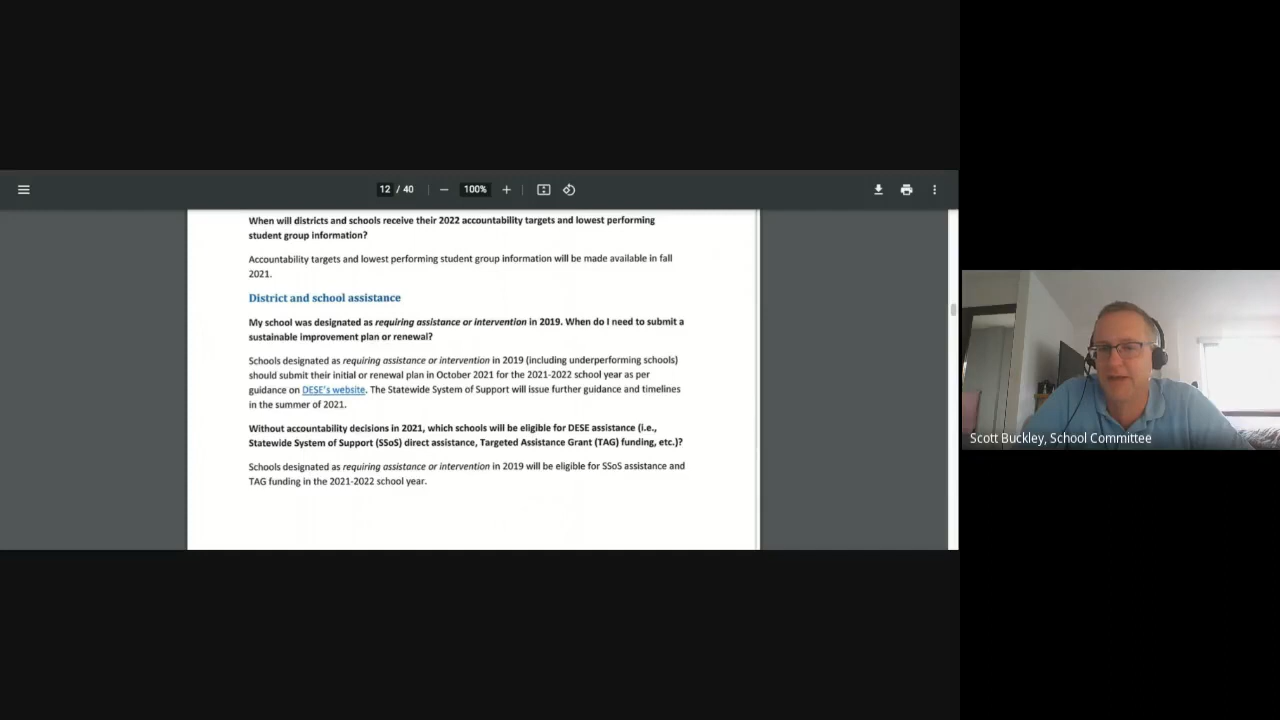 12 / 40
100%
When will districts and schools receive their 2022 accountability targets and lowest performing
student group information?
Accountability targets and lowest performing student group information will be made available in fall
2021.
District and school assistance
My school was designated as requiring assistance or intervention in 2019. When do I need to submit a
sustainable improvement plan or renewal?
Schools designated as requiring assistance or intervention in 2019 (including underperforming schools)
should submit their initial or renewal plan in October 2021 for the 2021-2022 school year as per
guidance on DESE's website. The Statewide System of Support will issue further guidance and timelines
in the summer of 2021.
Without accountability decisions in 2021, which schools will be eligible for DESE assistance (i.e.,
Statewide System of Support (SSoS) direct assistance, Targeted Assistance Grant (TAG) funding, etc.)?
Schools designated as requiring assistance or intervention in 2019 will be eligible for SSoS assistance and
TAG funding in the 2021-2022 school year.
Scott Buckley, School Committee